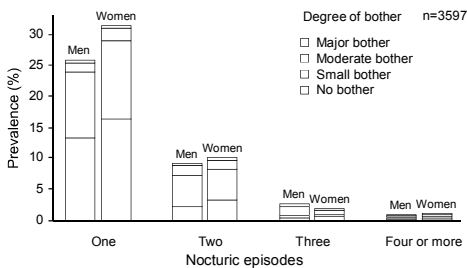 Degree of bother n=3597
Major bother
Moderate bother
Small bother
No bother
Prevalence (%)
30
25
20
15
10
5
0
Men
Women
Men
Women
Men
Women
Men
Women
One
Two
Three
Four or more
Nocturic episodes